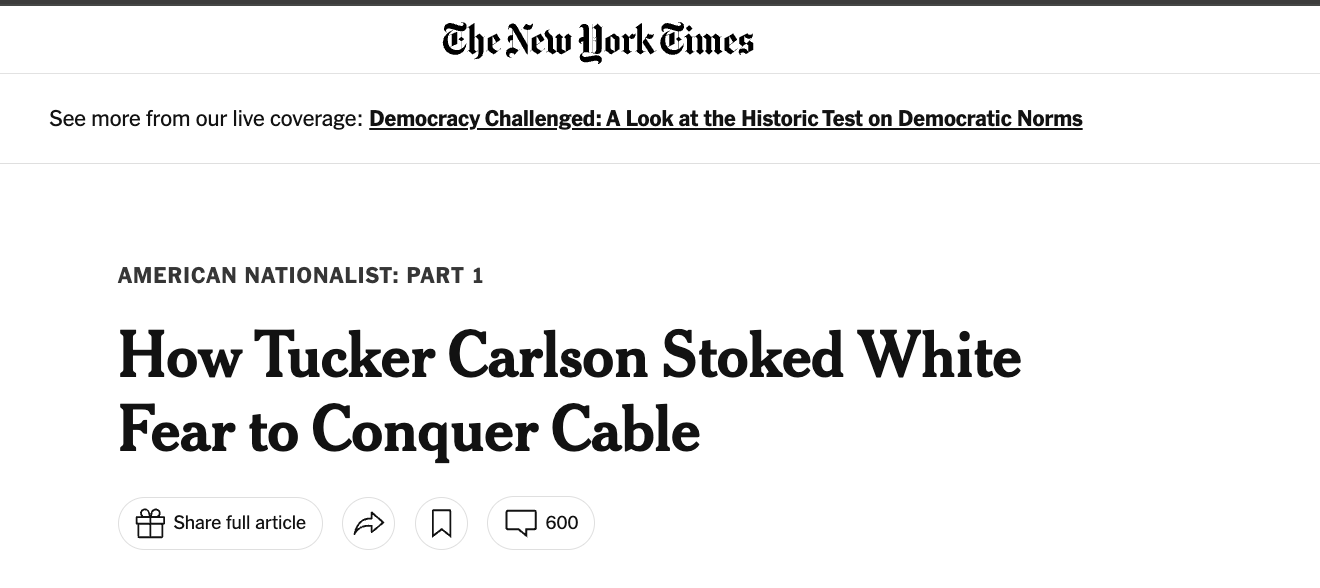 The New York Times
See more from our live coverage: Democracy Challenged: A Look at the Historic Test on Democratic Norms
AMERICAN NATIONALIST: PART 1
How Tucker Carlson Stoked White
Fear to Conquer Cable
Share full article
600